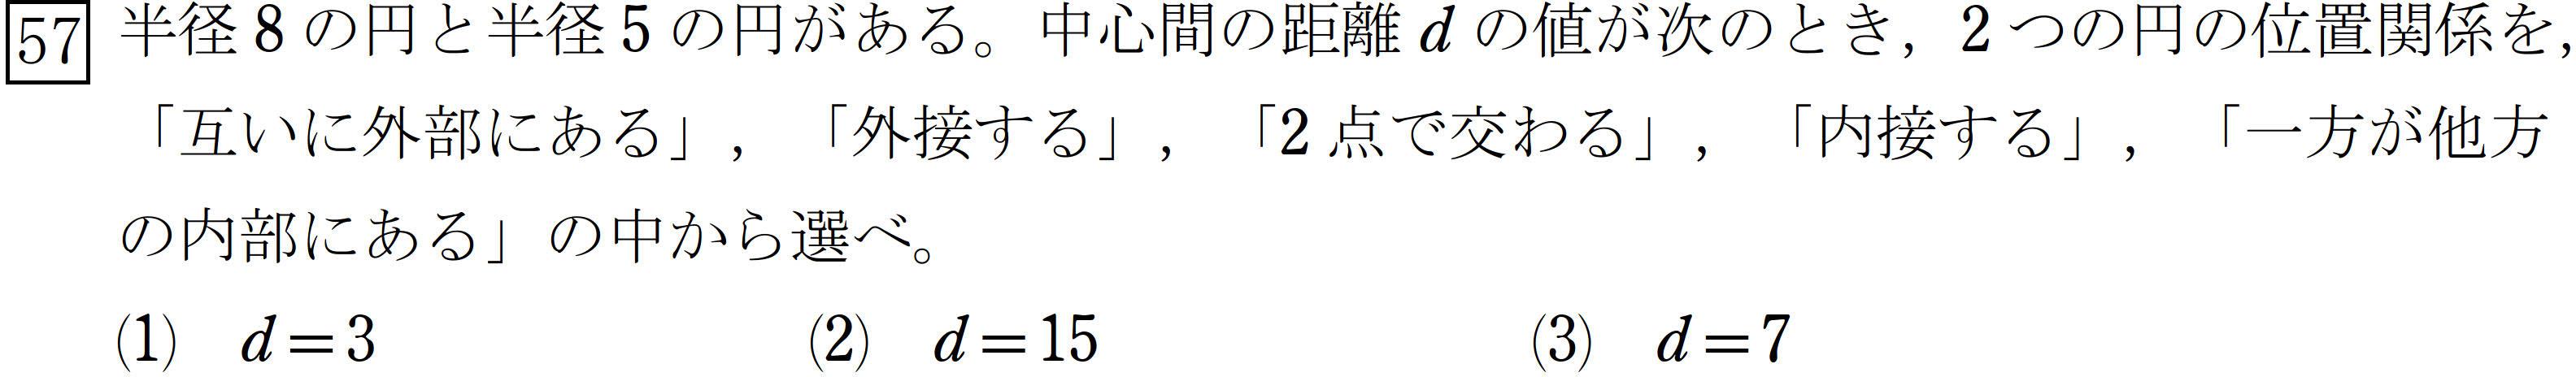 57 半径 8 の円と半径 5 の円がある。中心間の距離 d の値が次のとき，2 つの円の位置関係を，
「互いに外部にある」，「外接する」，「2 点で交わる」，「内接する」，「一方が他方
の内部にある」の中から選べ。
(1) d＝3 (2) d＝15 (3) d＝7